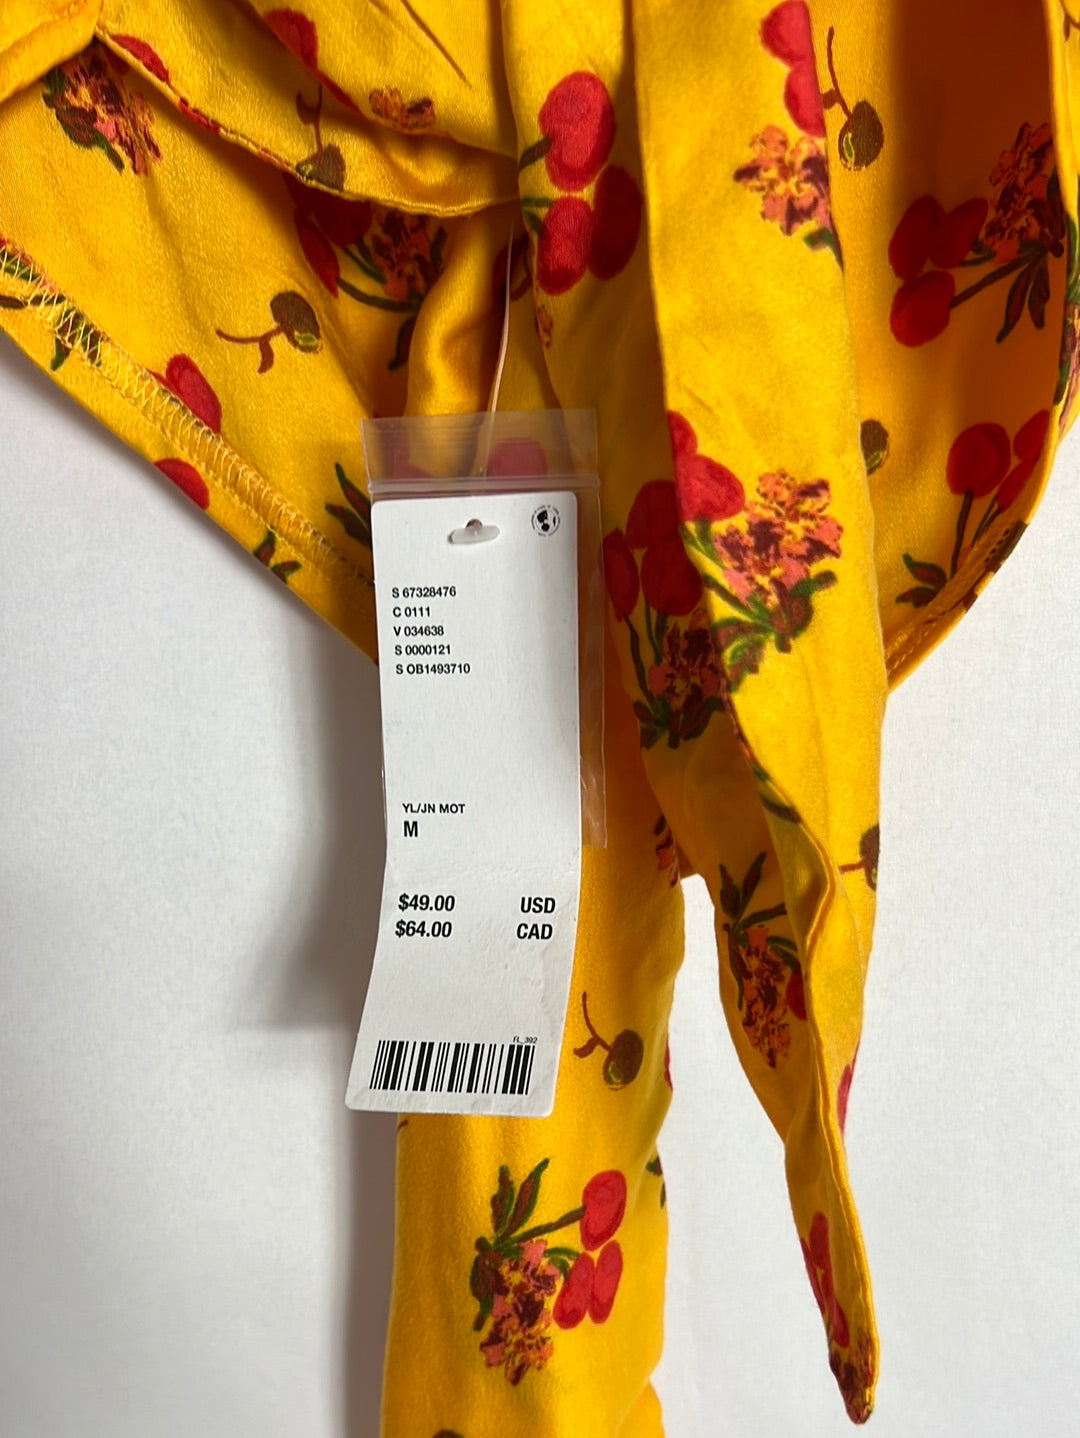 S 67328476
C 0111
V 034638
S 0000121
S OB1493710
YL/JN MOT
M
$49.00 USD
$64.00 CAD
FL_392